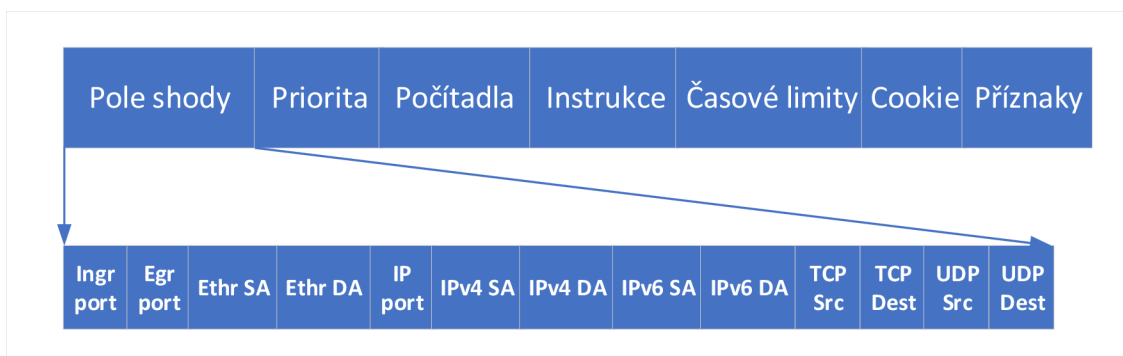 Pole shody Priorita Počítadla Instrukce Časové limity Cookie Příznaky
Ingr port Egr port Ethr SA Ethr DA IP port IPv4 SA IPv4 DA IPv6 SA IPv6 DA TCP Src TCP Dest UDP Src UDP Dest